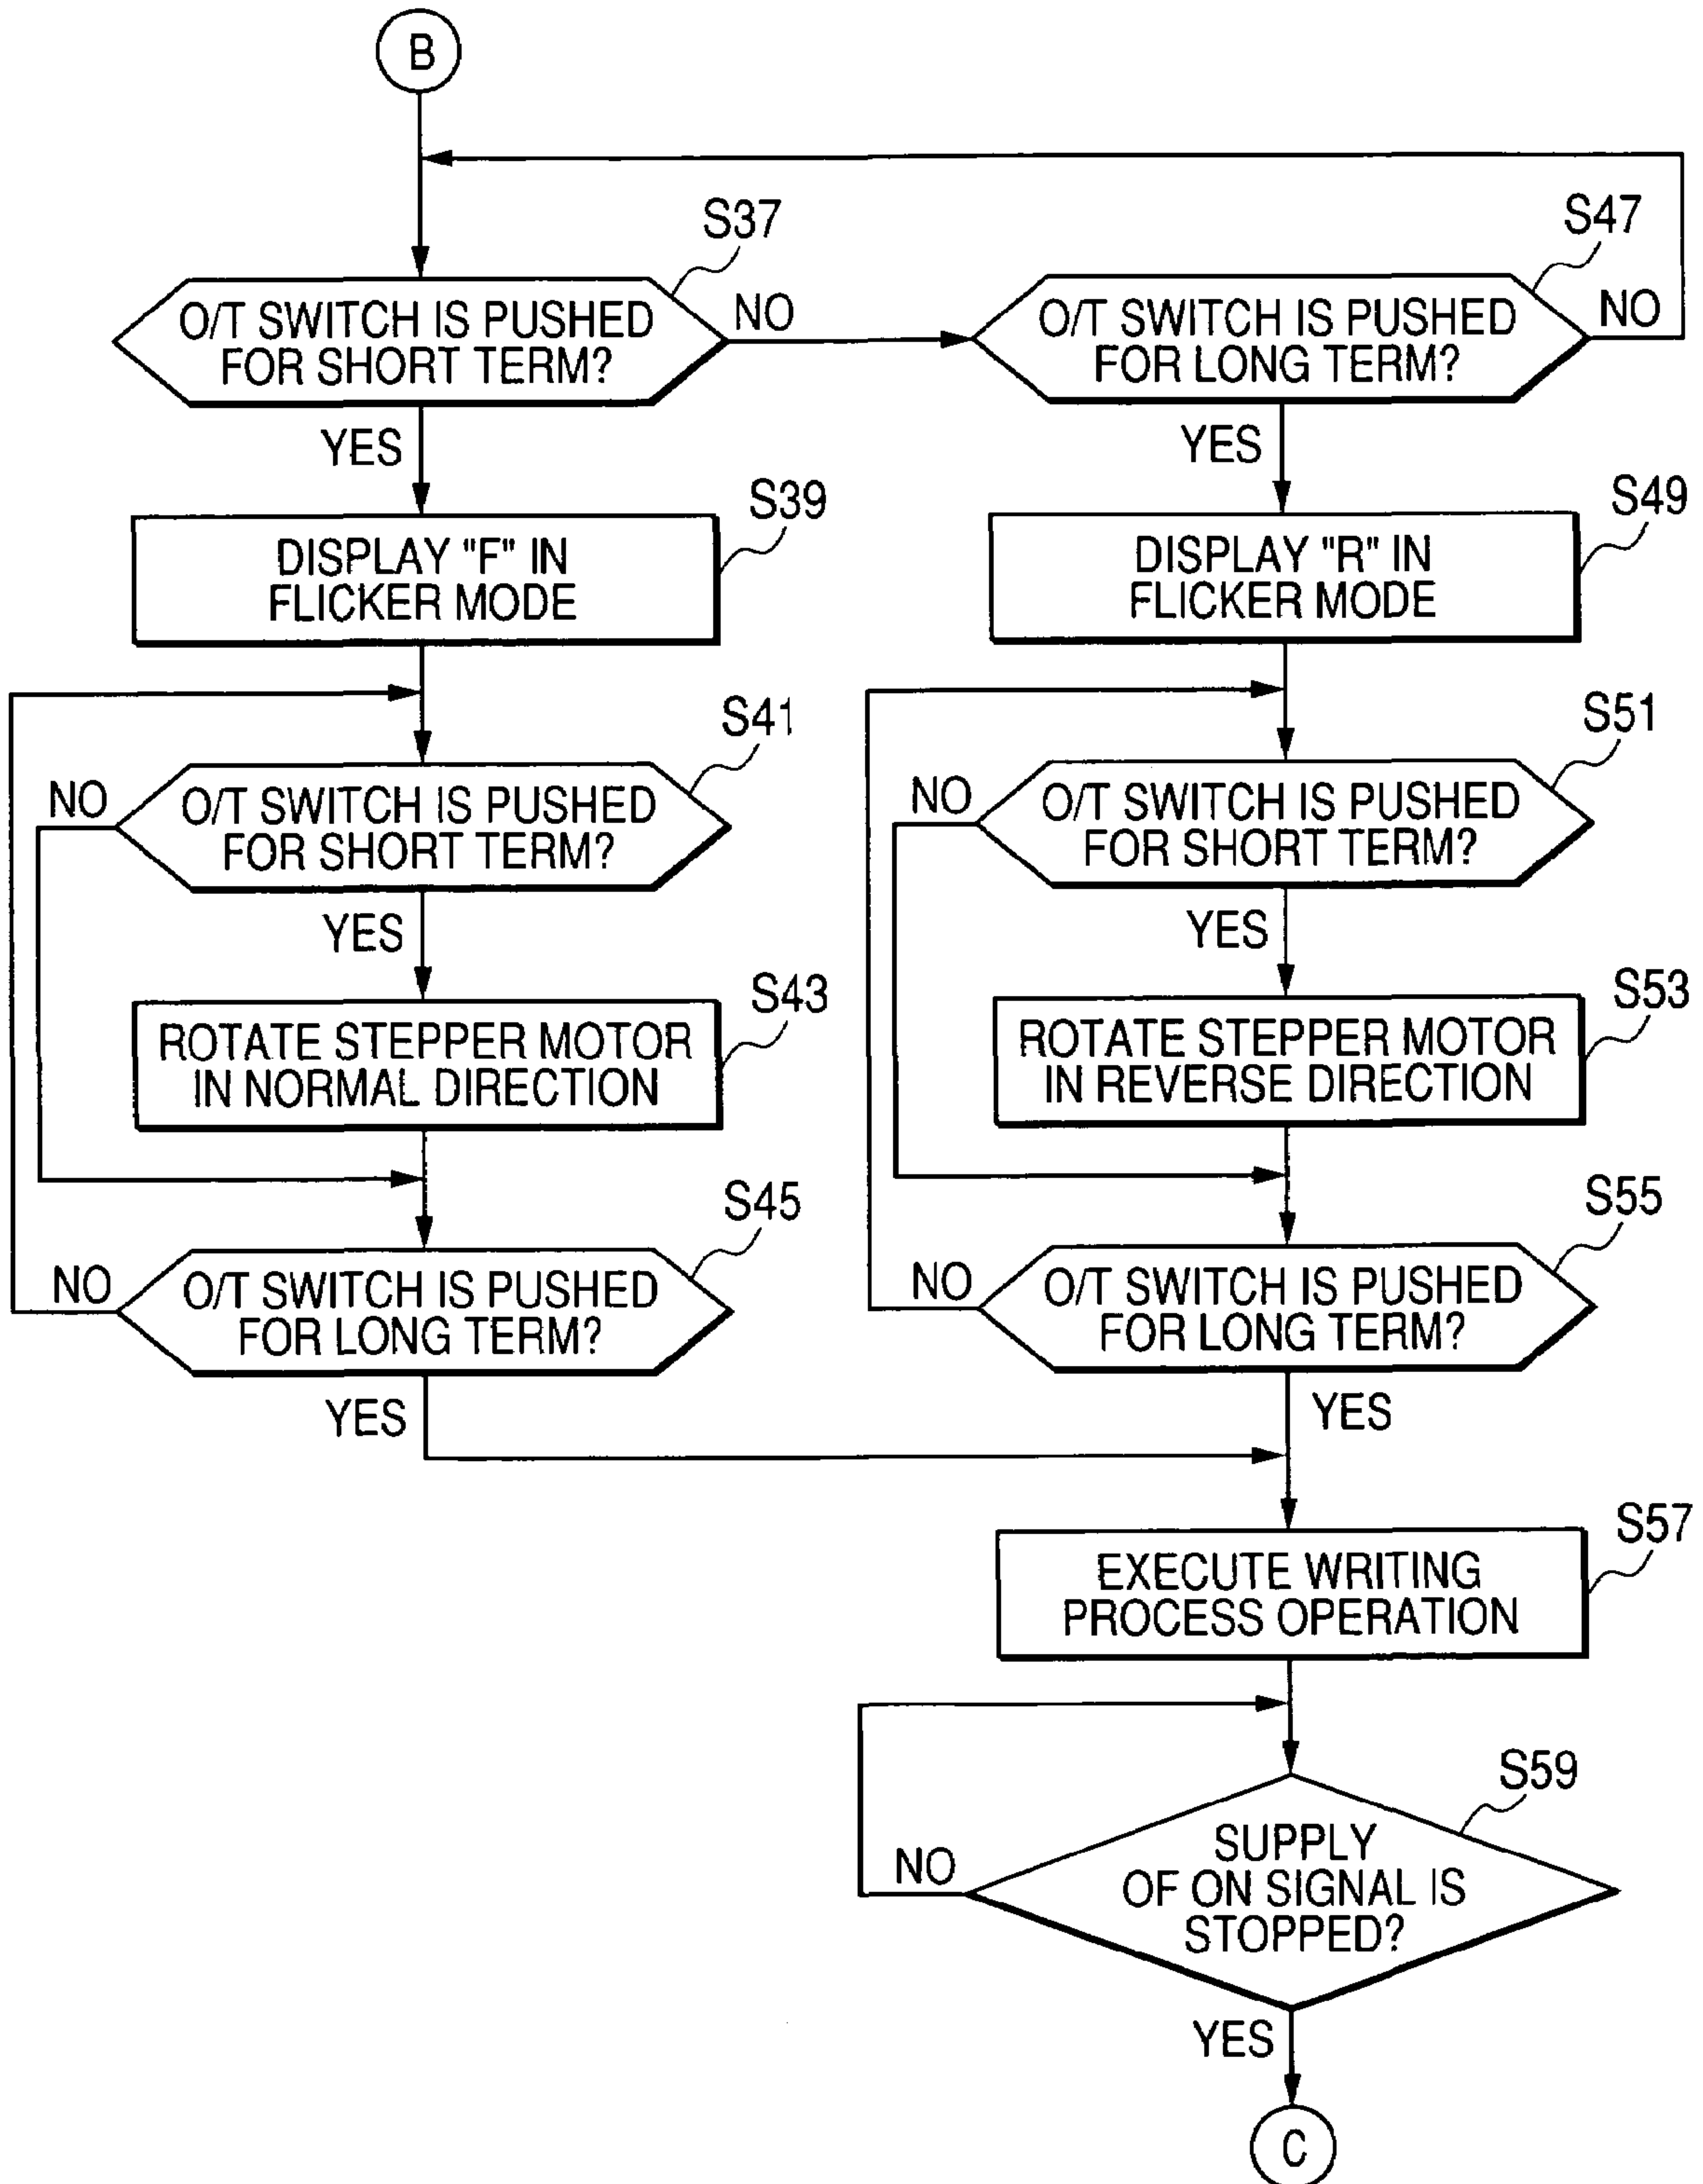 B
S37
O/T SWITCH IS PUSHED
FOR SHORT TERM?
NO
YES
S47
O/T SWITCH IS PUSHED
FOR LONG TERM?
NO
YES
S39
DISPLAY "F" IN
FLICKER MODE
S49
DISPLAY "R" IN
FLICKER MODE
S41
NO
O/T SWITCH IS PUSHED
FOR SHORT TERM?
YES
S51
NO
O/T SWITCH IS PUSHED
FOR SHORT TERM?
YES
S43
ROTATE STEPPER MOTOR
IN NORMAL DIRECTION
S53
ROTATE STEPPER MOTOR
IN REVERSE DIRECTION
S45
NO
O/T SWITCH IS PUSHED
FOR LONG TERM?
YES
S55
NO
O/T SWITCH IS PUSHED
FOR LONG TERM?
YES
S57
EXECUTE WRITING
PROCESS OPERATION
S59
NO
SUPPLY
OF ON SIGNAL IS
STOPPED?
YES
C